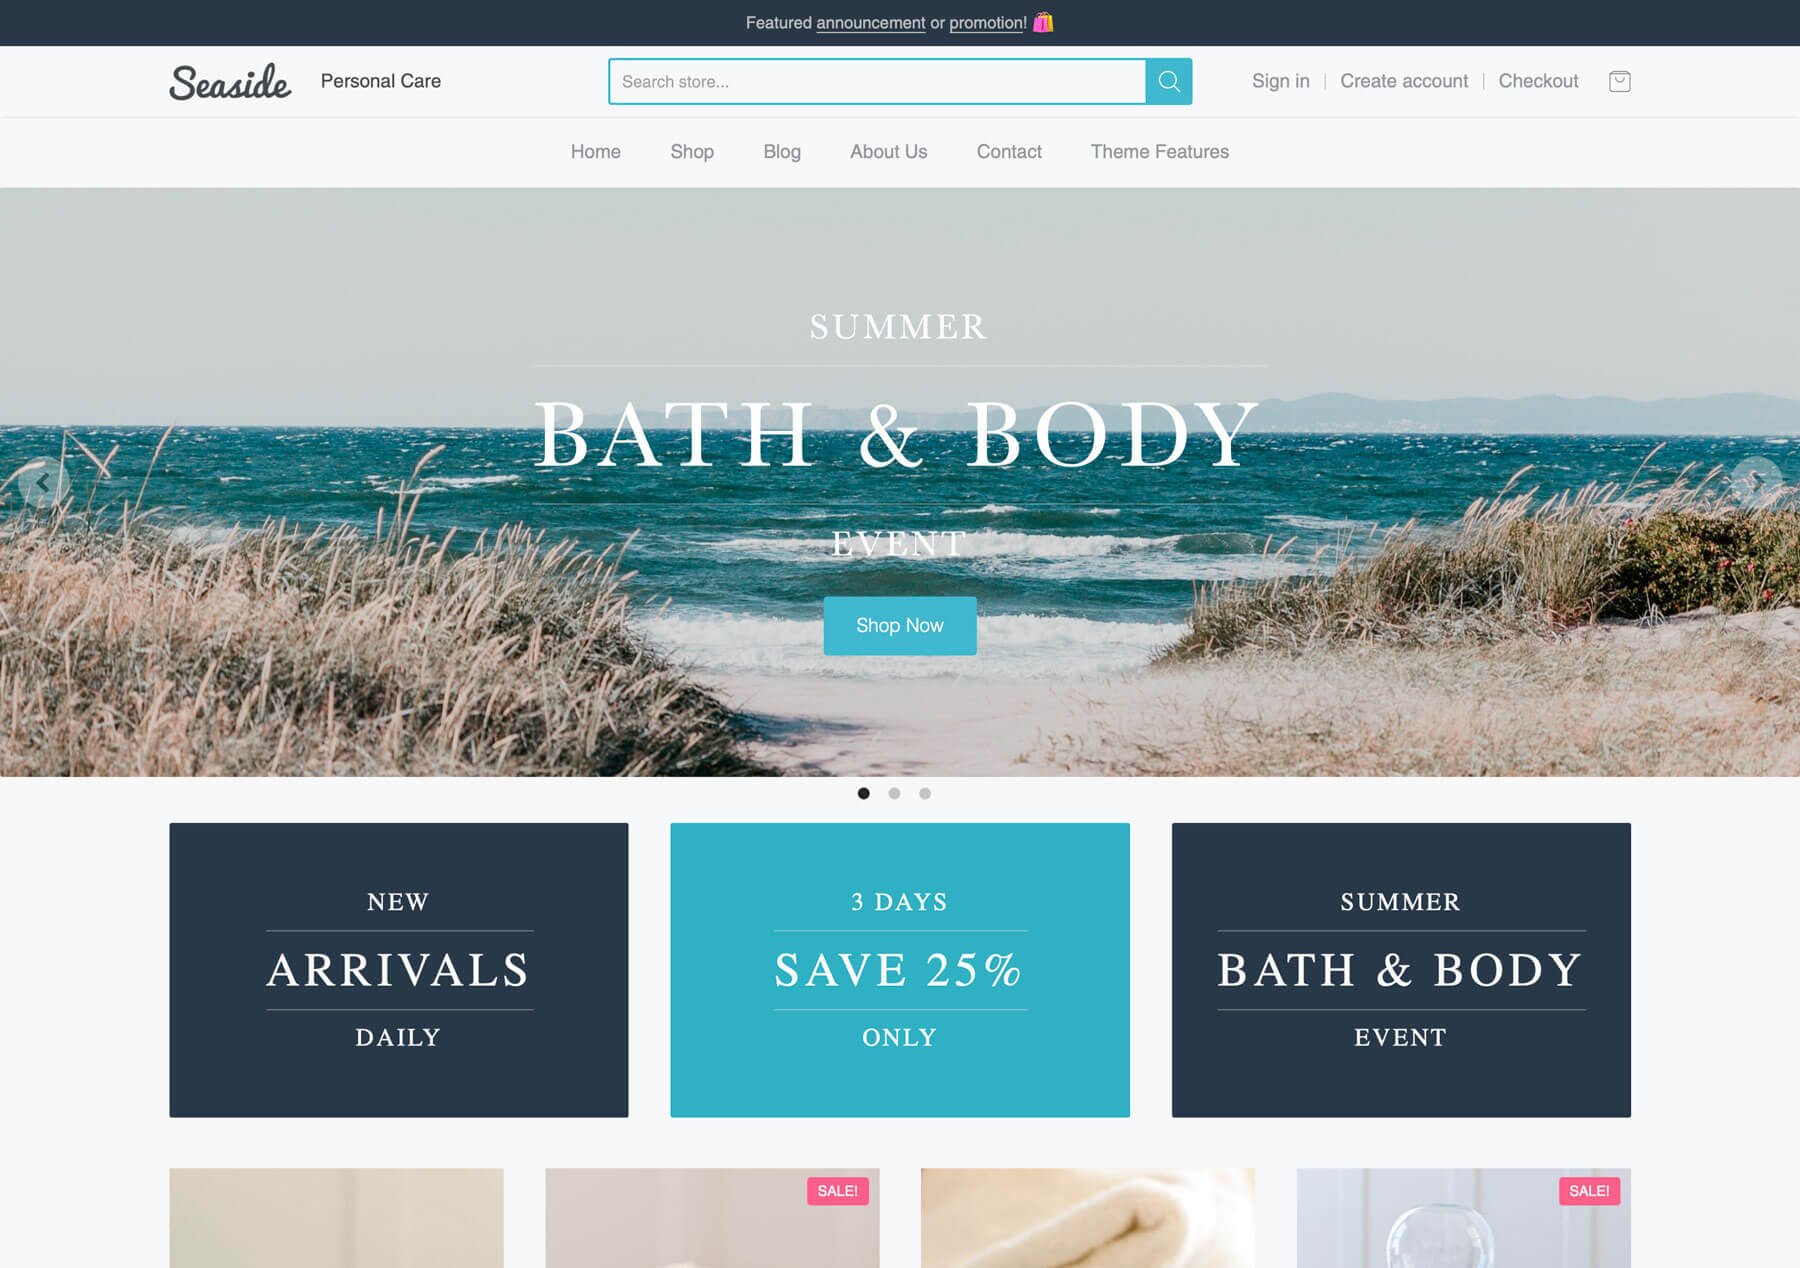 Featured announcement or promotion! 🛍️
Seaside
Personal Care
Search store...
Sign in | Create account | Checkout
Home Shop Blog About Us Contact Theme Features
SUMMER
BATH & BODY
EVENT
Shop Now
NEW
ARRIVALS
DAILY
3 DAYS
SAVE 25%
ONLY
SUMMER
BATH & BODY
EVENT
SALE!
SALE!